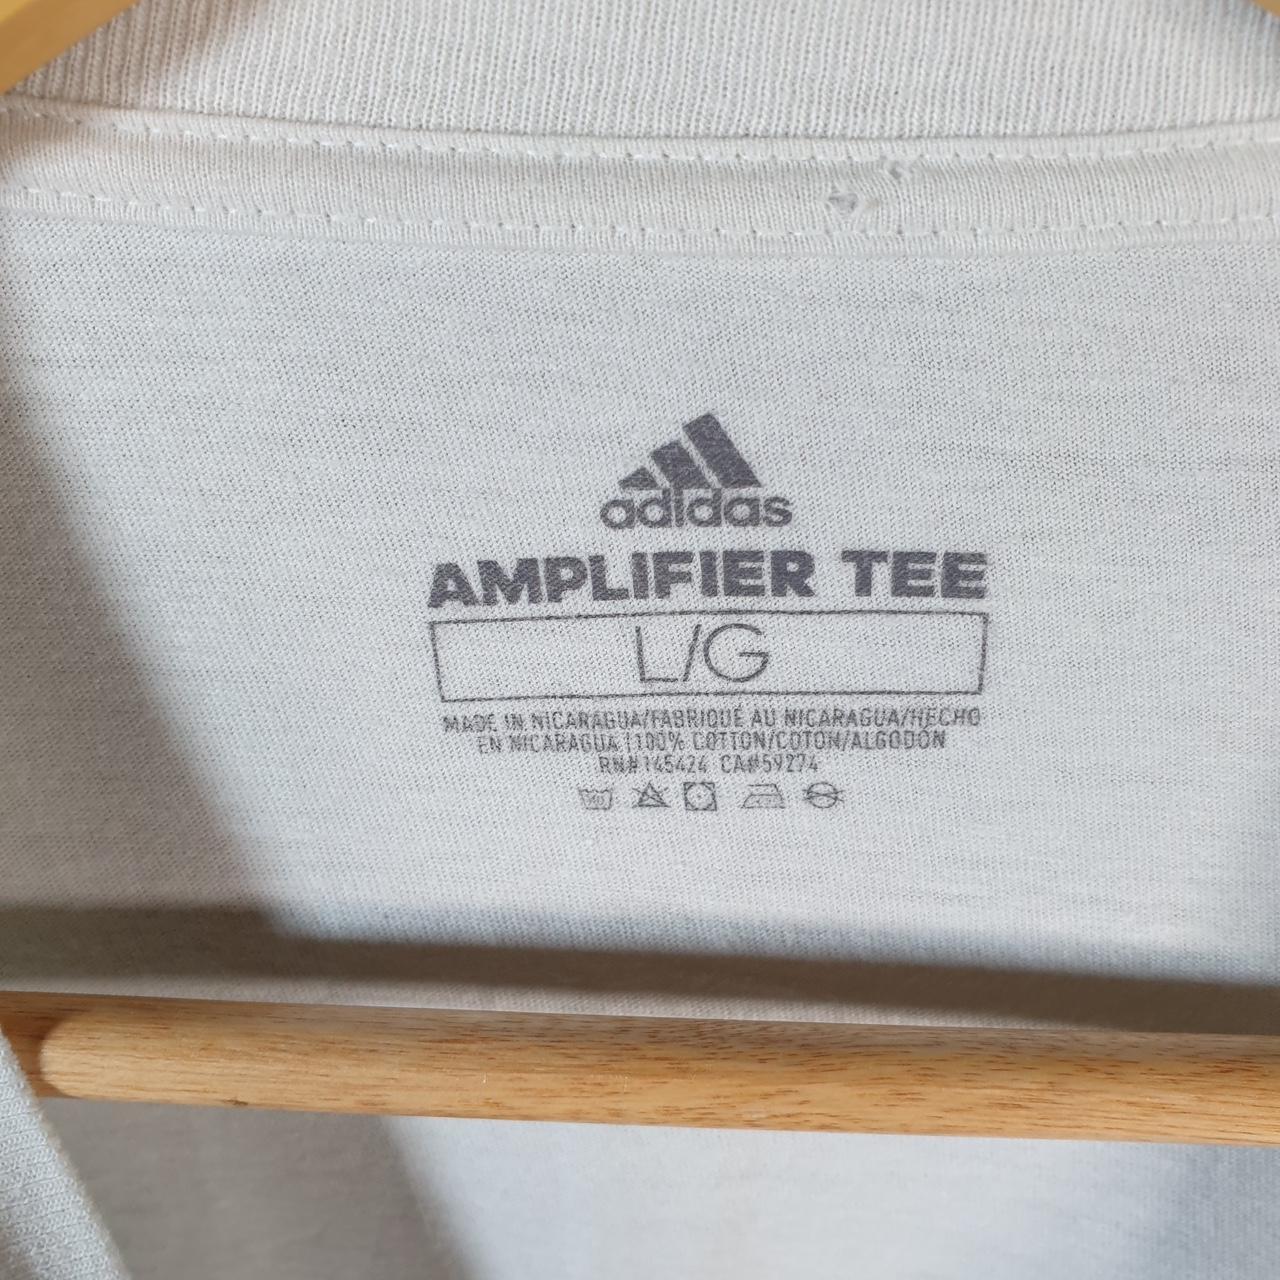 adidas
AMPLIFIER TEE
L/G
MADE IN NICARAGUA/FABRIQUÉ AU NICARAGUA/HECHO
EN NICARAGUA | 100% COTTON/COTON/ALGODÓN
RN#145424 CA#59274